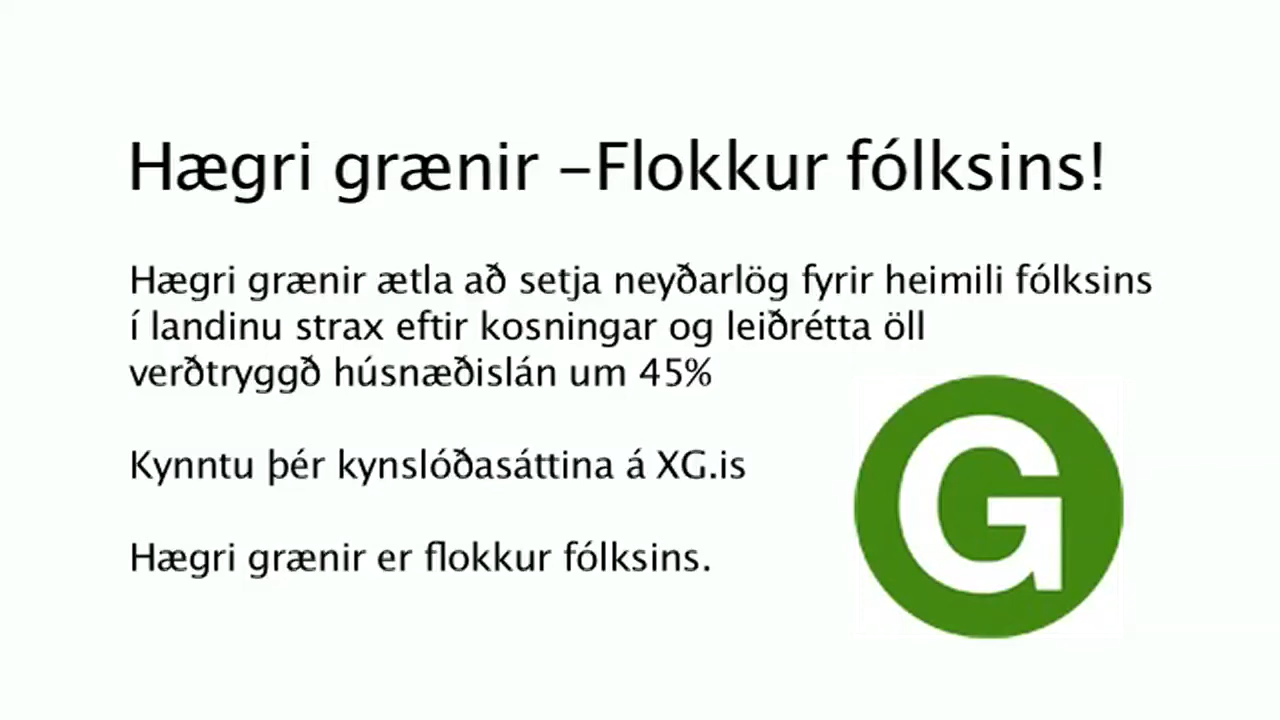 Hægri grænir –Flokkur fólksins!
Hægri grænir ætla að setja neyðarlög fyrir heimili fólksins
í landinu strax eftir kosningar og leiðrétta öll
verðtryggð húsnæðislán um 45%
Kynntu þér kynslóðasáttina á XG.is
Hægri grænir er flokkur fólksins.
G